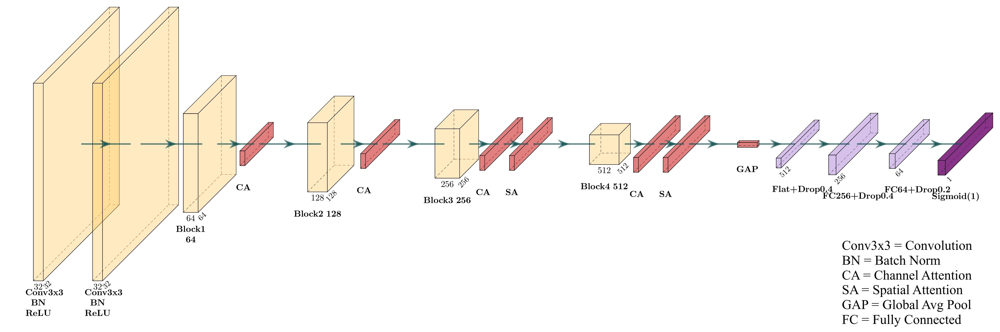 32 32
Conv3x3
BN
ReLU
32 32
Conv3x3
BN
ReLU
64 64
Block1
64
CA
128 128
Block2 128
CA
256 256
Block3 256
CA
SA
512 512
Block4 512
CA
SA
GAP
512
Flat+Drop0.4
256
FC256+Drop0.4
64
FC64+Drop0.2
1
Sigmoid(1)
Conv3x3 = Convolution
BN = Batch Norm
CA = Channel Attention
SA = Spatial Attention
GAP = Global Avg Pool
FC = Fully Connected